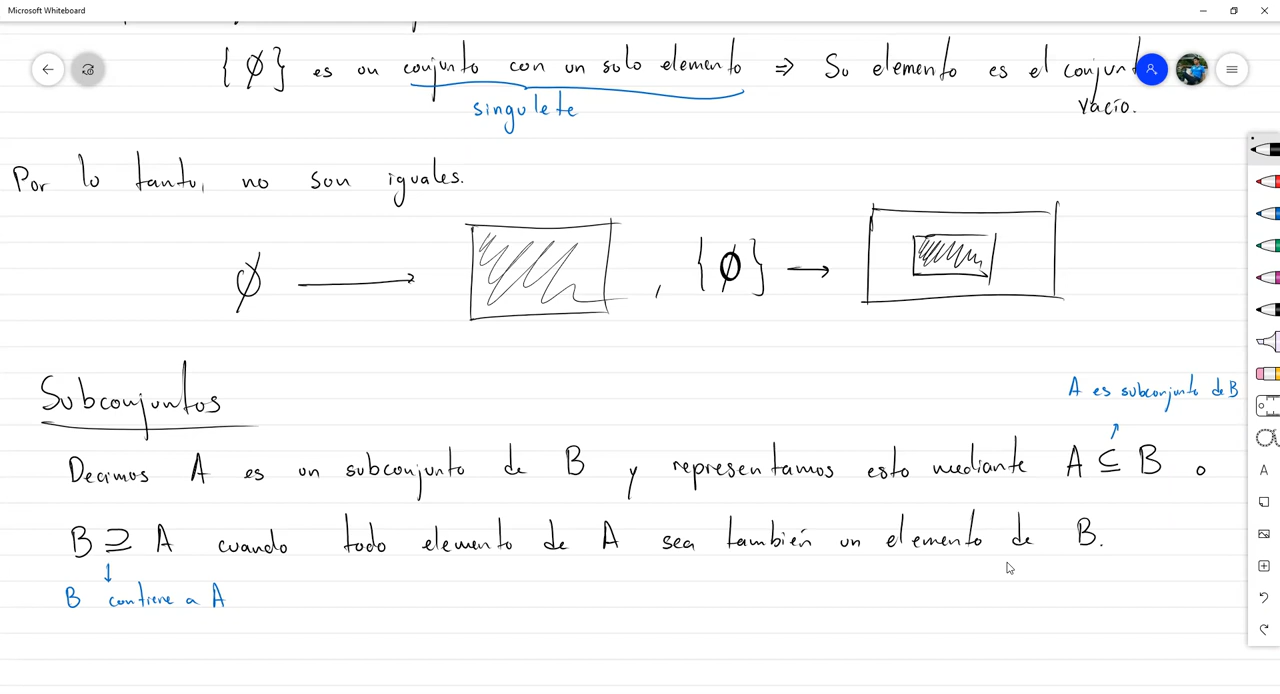 Microsoft Whiteboard
{∅} es un conjunto con un solo elemento ⇒ Su elemento es el conjunt
singulete
vacío.
Por lo tanto, no son iguales.
∅ → , {∅} →
Subconjuntos
A es subconjunto de B
↑
Decimos A es un subconjunto de B y representamos esto mediante A ⊆ B o
B ⊇ A cuando todo elemento de A sea también un elemento de B.
↓
B contiene a A